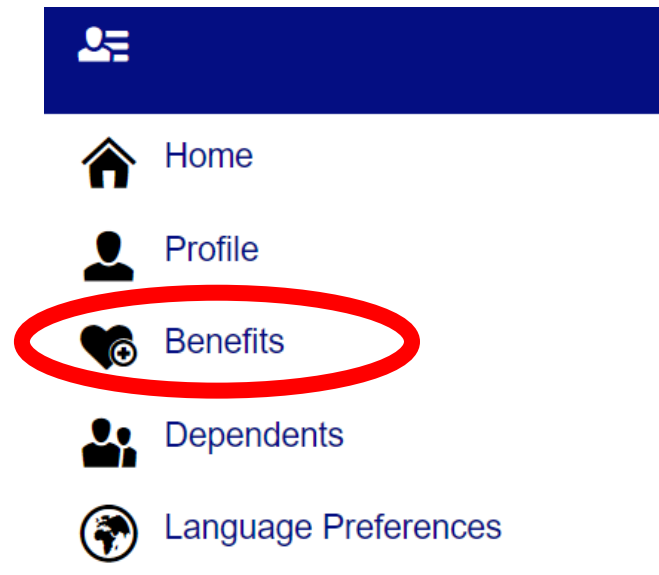 Home
Profile
Benefits
Dependents
Language Preferences